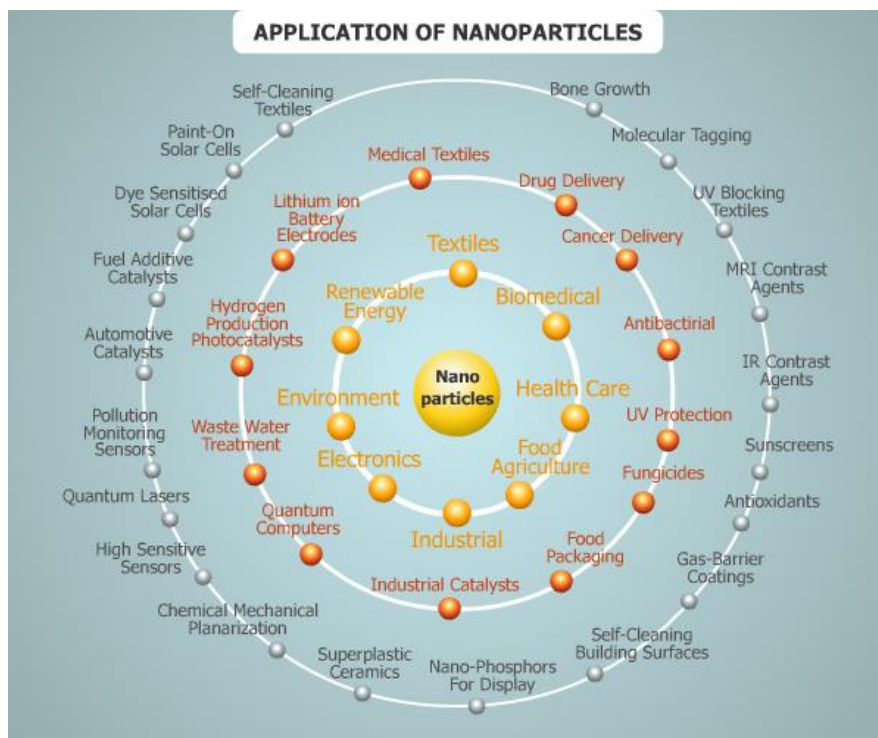 APPLICATION OF NANOPARTICLES
Self-Cleaning
Textiles
Paint-On
Solar Cells
Dye Sensitised
Solar Cells
Fuel Additive
Catalysts
Automotive
Catalysts
Pollution
Monitoring
Sensors
Quantum Lasers
High Sensitive
Sensors
Chemical Mechanical
Planarization
Superplastic
Ceramics
Nano-Phosphors
For Display
Self-Cleaning
Building Surfaces
Gas-Barrier
Coatings
Antioxidants
Sunscreens
IR Contrast
Agents
MRI Contrast
Agents
UV Blocking
Textiles
Molecular Tagging
Bone Growth
Medical Textiles
Drug Delivery
Cancer Delivery
Antibactirial
UV Protection
Fungicides
Food
Packaging
Industrial Catalysts
Quantum
Computers
Waste Water
Treatment
Hydrogen
Production
Photocatalysts
Lithium ion
Battery
Electrodes
Textiles
Biomedical
Health Care
Food
Agriculture
Industrial
Electronics
Environment
Renewable
Energy
Nano
particles